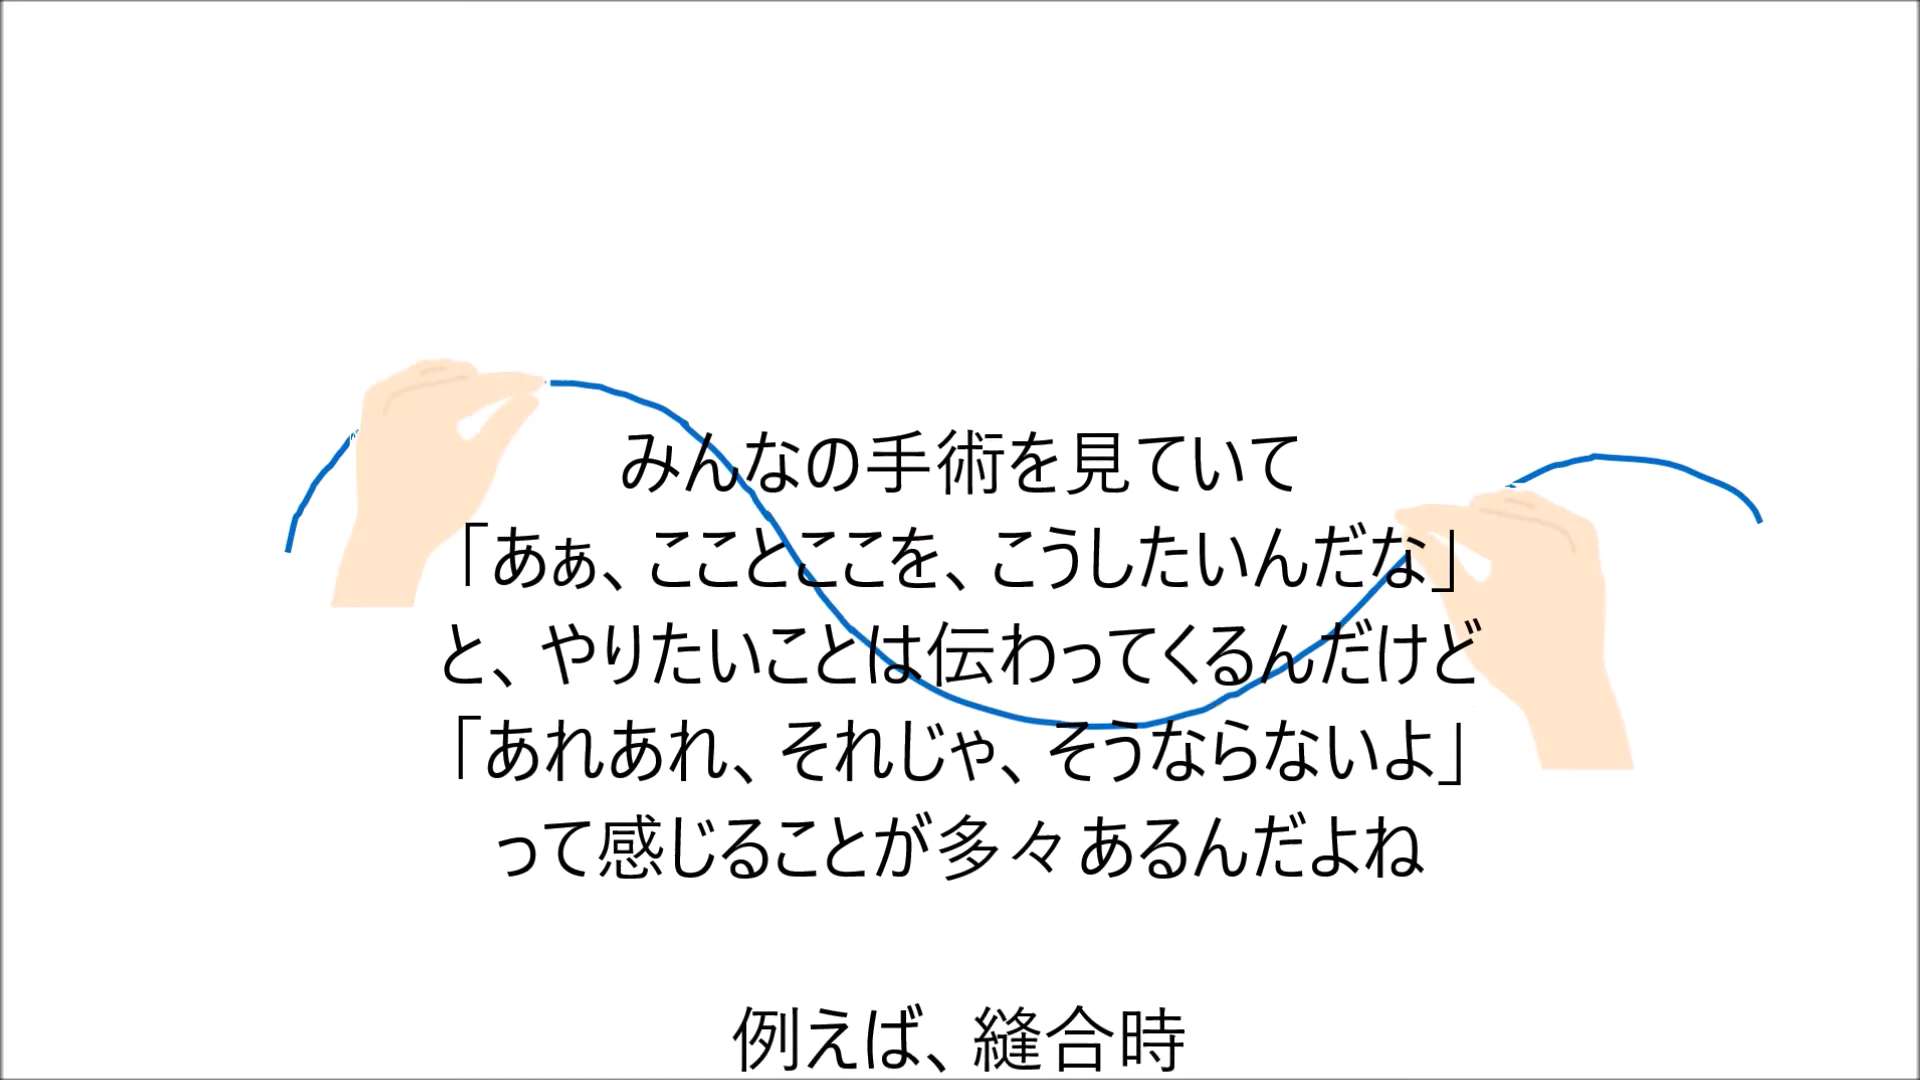 みんなの手術を見ていて
「あぁ、こことここを、こうしたいんだな」
と、やりたいことは伝わってくるんだけど
「あれあれ、それじゃ、そうならないよ」
って感じることが多々あるんだよね
例えば、縫合時